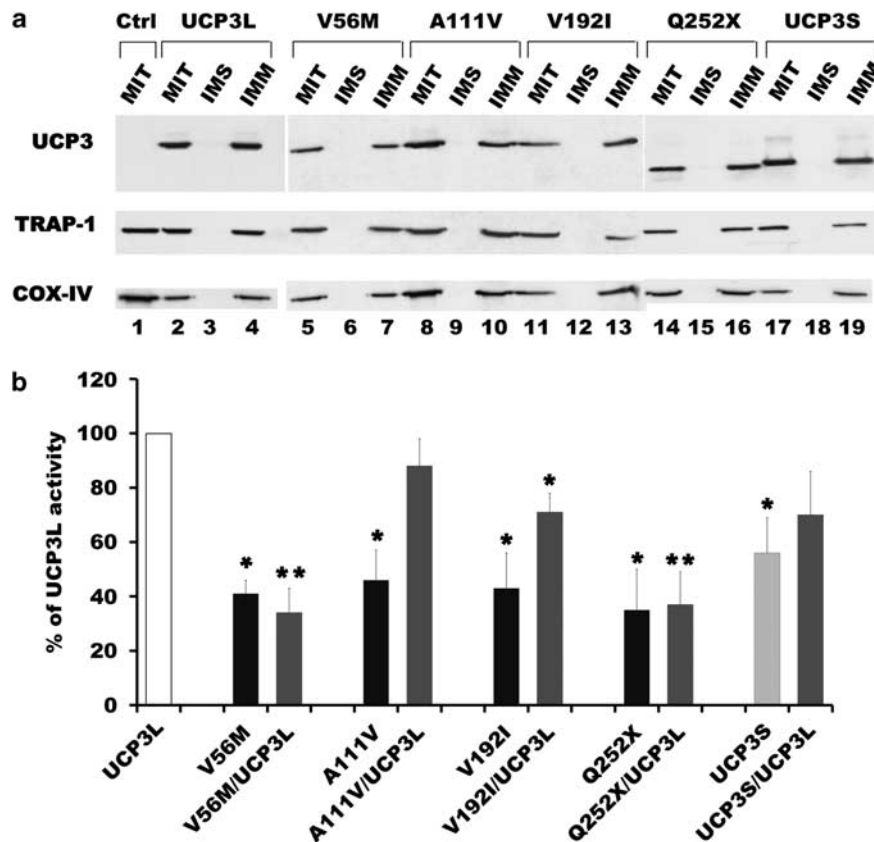 a
Ctrl UCP3L V56M A111V V192I Q252X UCP3S
MIT MIT IMS IMM MIT IMS IMM MIT IMS IMM MIT IMS IMM MIT IMS IMM MIT IMS IMM
UCP3
TRAP-1
COX-IV
1 2 3 4 5 6 7 8 9 10 11 12 13 14 15 16 17 18 19
b
% of UCP3L activity
120
100
80
60
40
20
0
* ** * * * * ** *
UCP3L
V56M
V56M/UCP3L
A111V
A111V/UCP3L
V192I
V192I/UCP3L
Q252X
Q252X/UCP3L
UCP3S
UCP3S/UCP3L